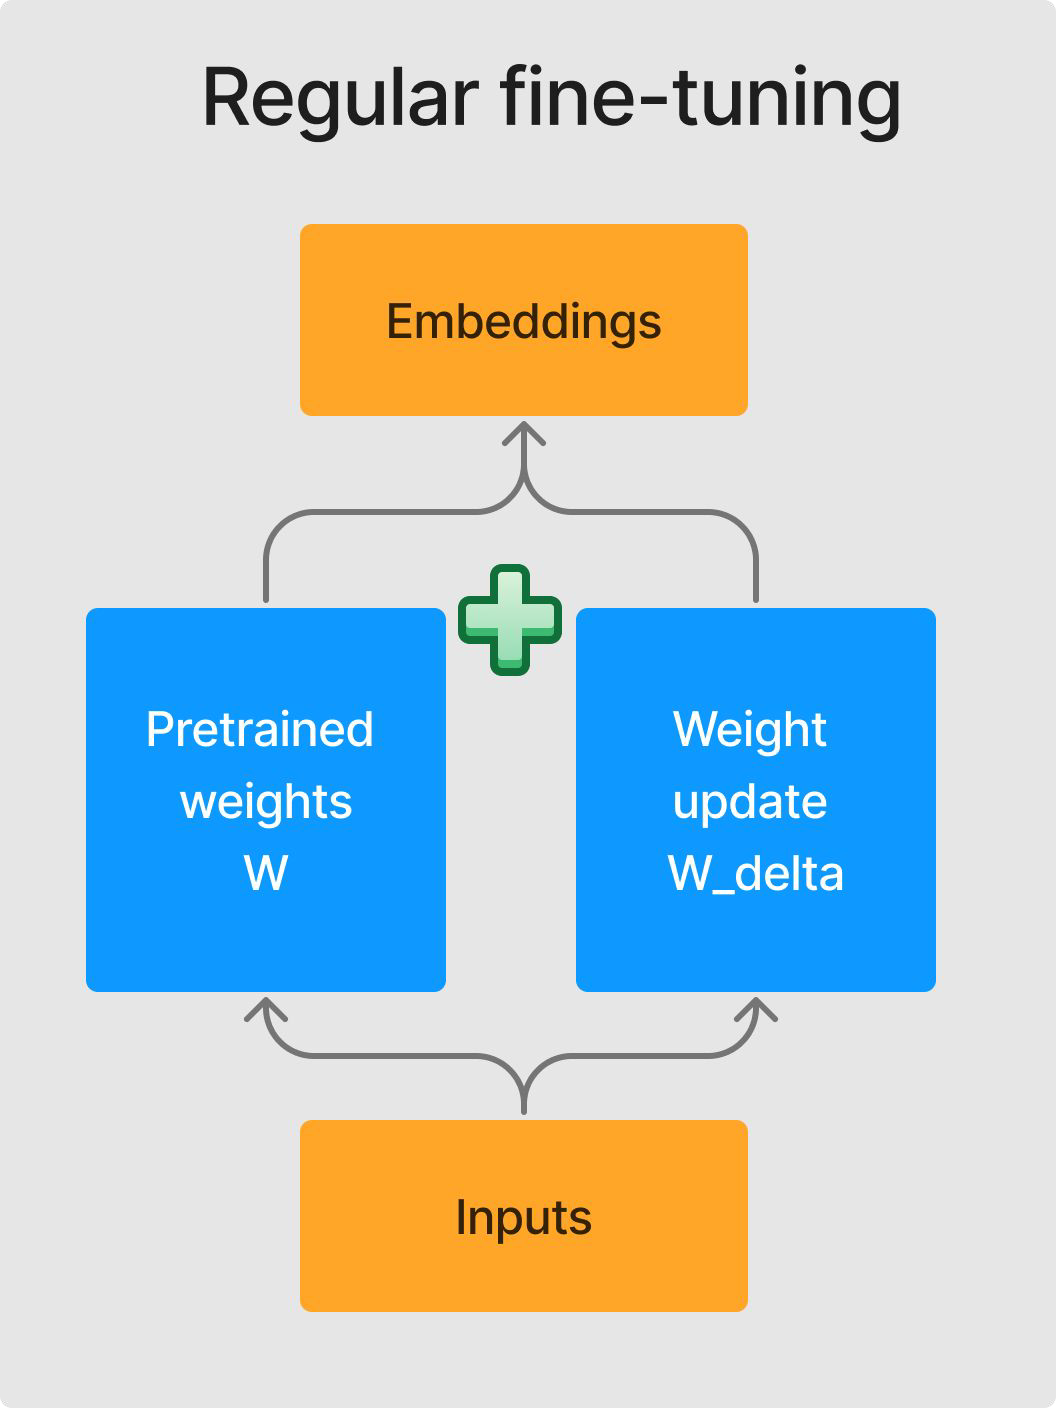 Regular fine-tuning
Embeddings
Pretrained
weights
W
Weight
update
W_delta
Inputs